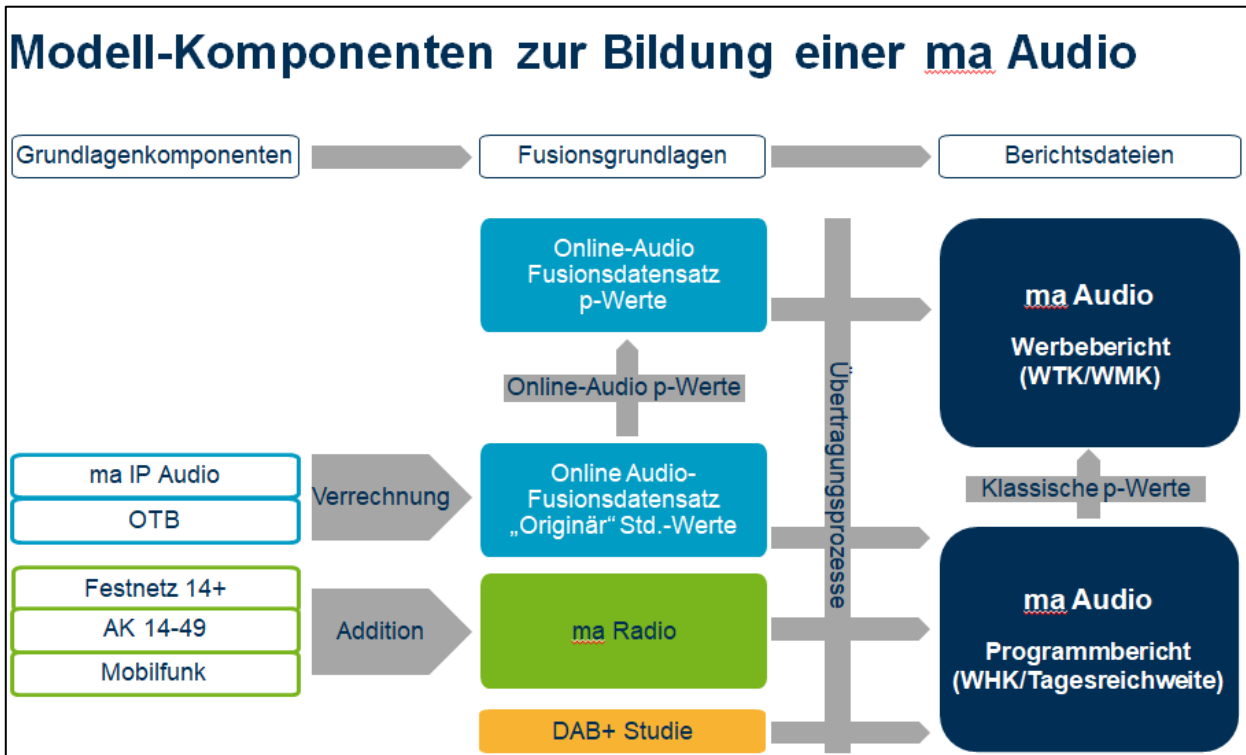 Modell-Komponenten zur Bildung einer ma Audio
Grundlagenkomponenten
Fusionsgrundlagen
Berichtsdateien
Online-Audio
Fusionsdatensatz
p-Werte
ma Audio
Werbebericht
(WTK/WMK)
Online-Audio p-Werte
Übertragungsprozesse
ma IP Audio
OTB
Verrechnung
Online Audio-
Fusionsdatensatz
„Originär“ Std.-Werte
Klassische p-Werte
Festnetz 14+
AK 14-49
Mobilfunk
Addition
ma Radio
ma Audio
Programmbericht
(WHK/Tagesreichweite)
DAB+ Studie